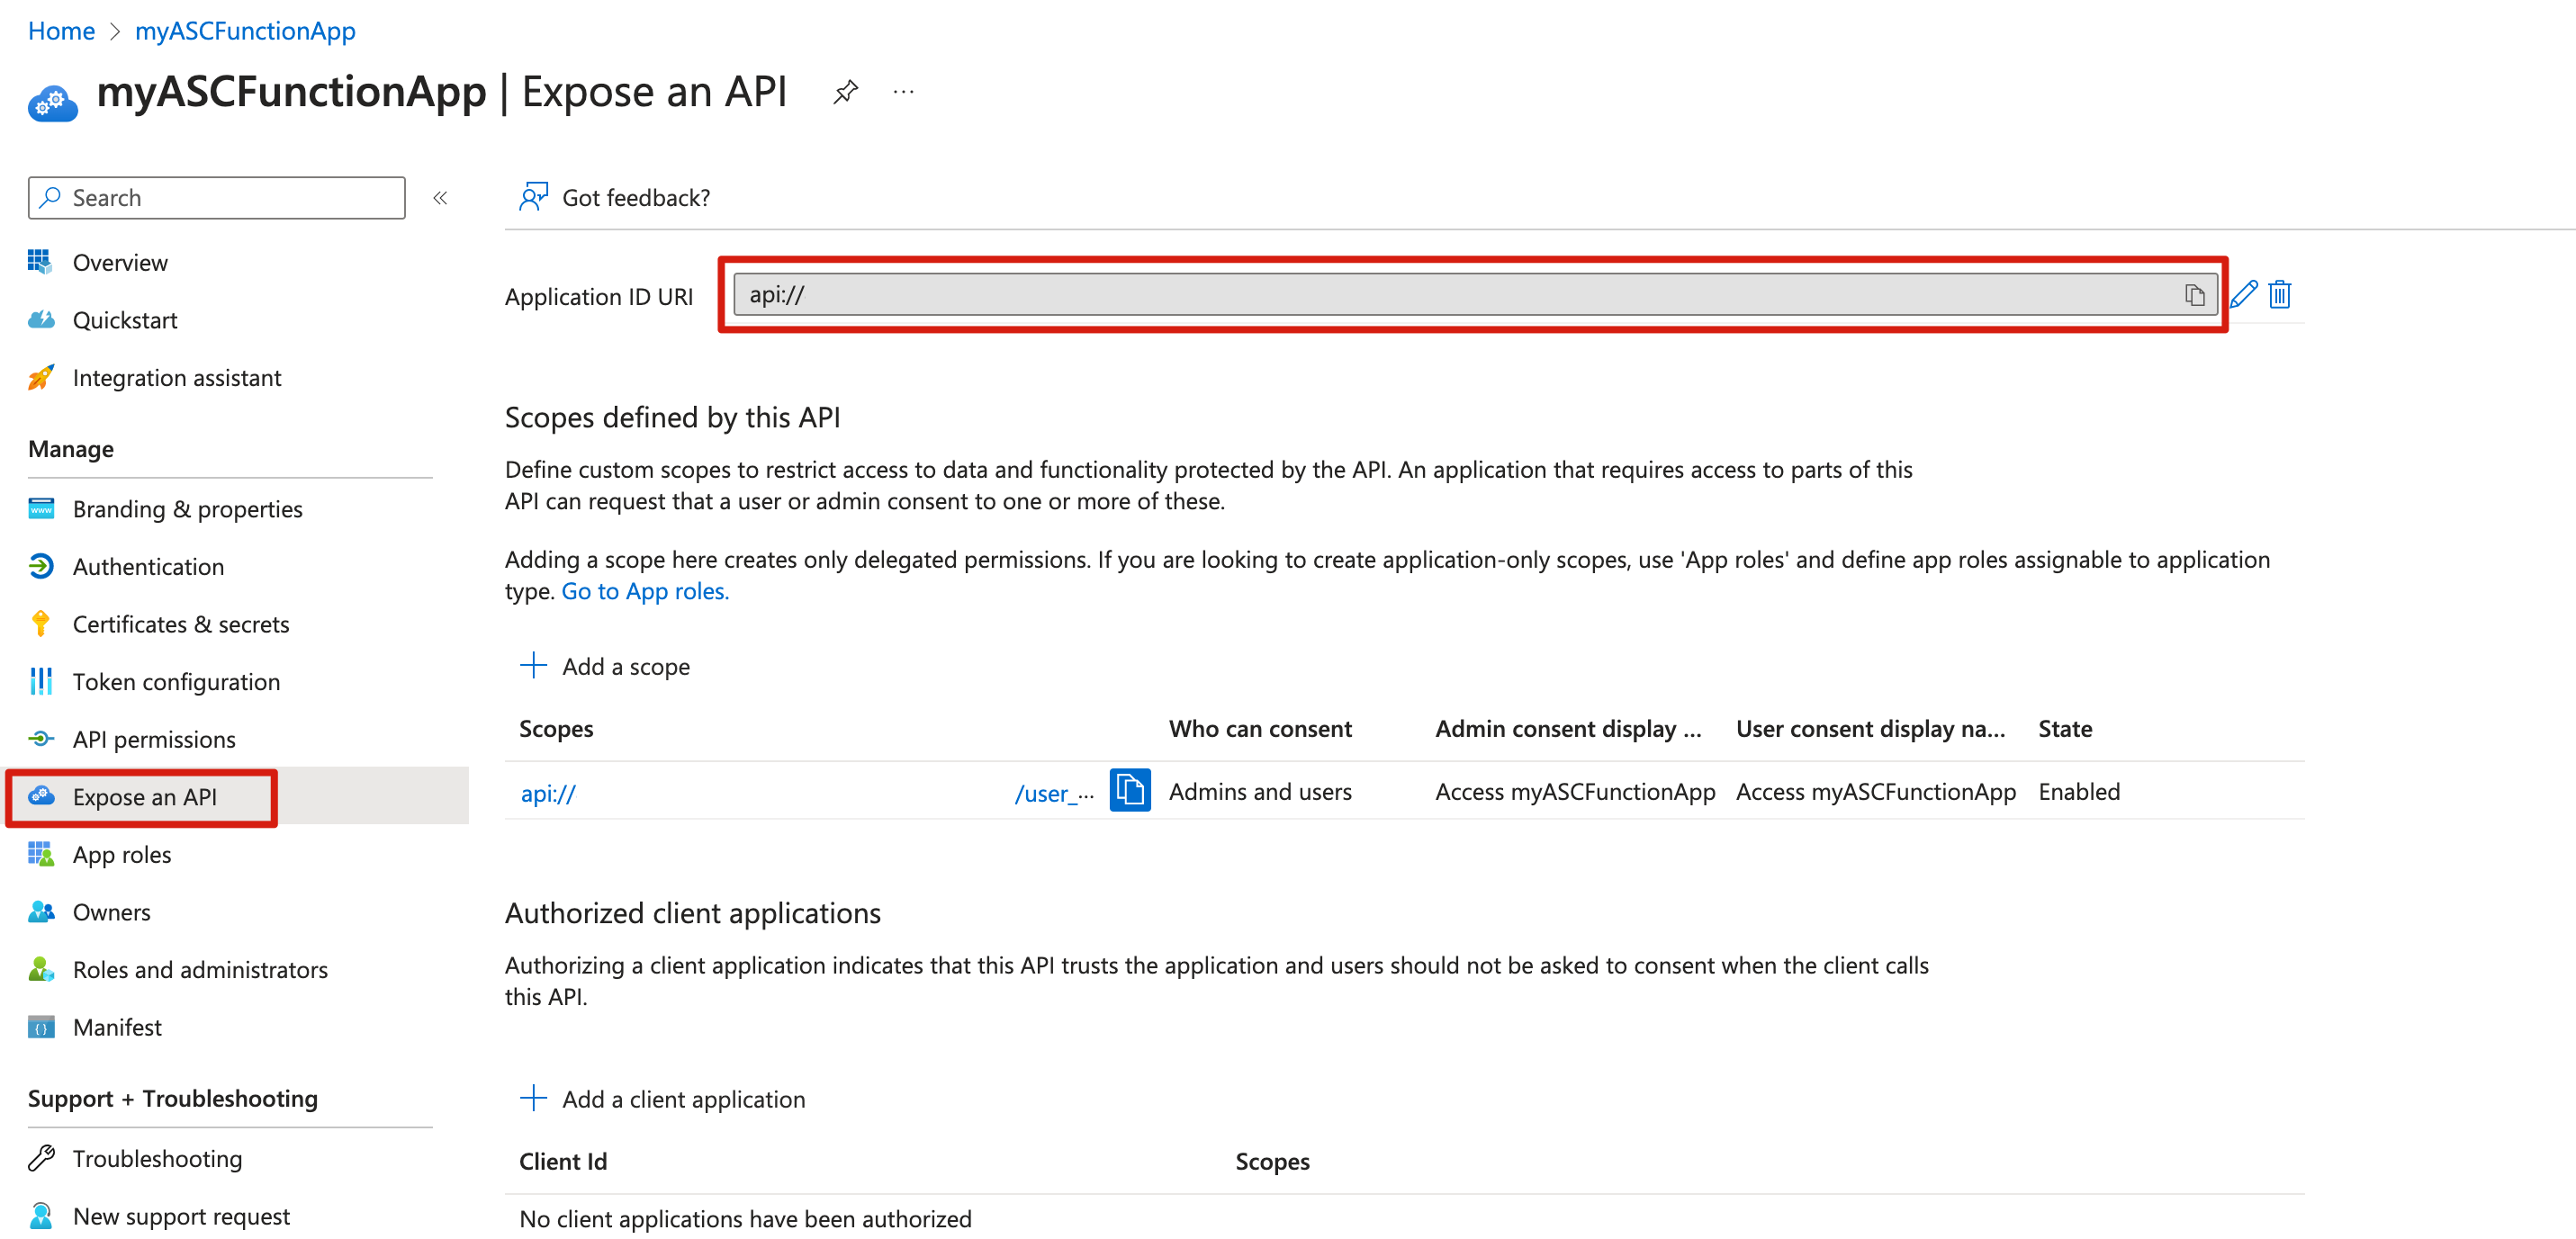 Home > myASCFunctionApp
myASCFunctionApp | Expose an API
Search
Overview
Quickstart
Integration assistant
Manage
Branding & properties
Authentication
Certificates & secrets
Token configuration
API permissions
Expose an API
App roles
Owners
Roles and administrators
Manifest
Support + Troubleshooting
Troubleshooting
New support request
Got feedback?
Application ID URI api://
Scopes defined by this API
Define custom scopes to restrict access to data and functionality protected by the API. An application that requires access to parts of this
API can request that a user or admin consent to one or more of these.
Adding a scope here creates only delegated permissions. If you are looking to create application-only scopes, use 'App roles' and define app roles assignable to application
type. Go to App roles.
Add a scope
Scopes Who can consent Admin consent display ... User consent display na... State
api:// /user_... Admins and users Access myASCFunctionApp Access myASCFunctionApp Enabled
Authorized client applications
Authorizing a client application indicates that this API trusts the application and users should not be asked to consent when the client calls
this API.
Add a client application
Client Id Scopes
No client applications have been authorized